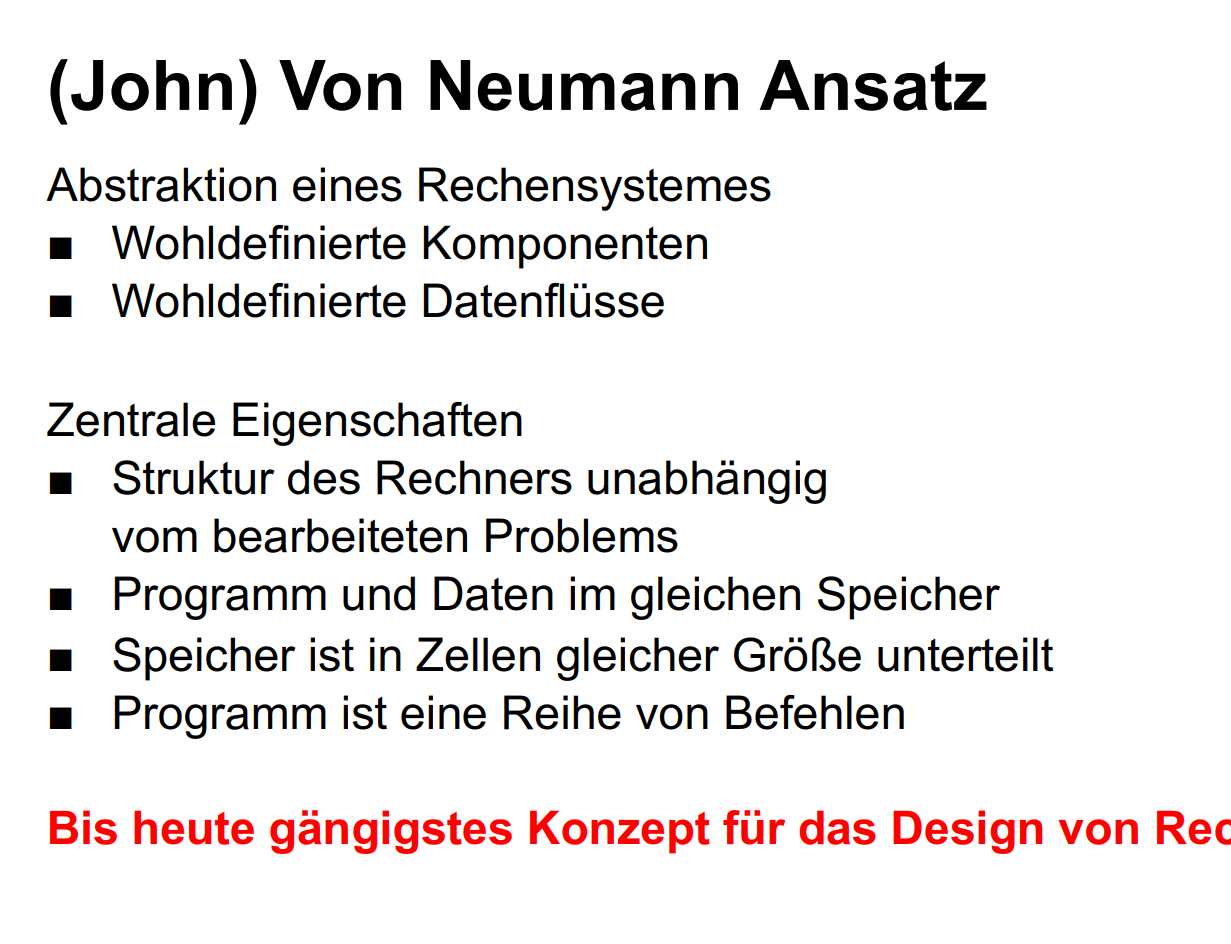 (John) Von Neumann Ansatz
Abstraktion eines Rechensystemes
■ Wohldefinierte Komponenten
■ Wohldefinierte Datenflüsse
Zentrale Eigenschaften
■ Struktur des Rechners unabhängig
vom bearbeiteten Problems
■ Programm und Daten im gleichen Speicher
■ Speicher ist in Zellen gleicher Größe unterteilt
■ Programm ist eine Reihe von Befehlen
Bis heute gängigstes Konzept für das Design von